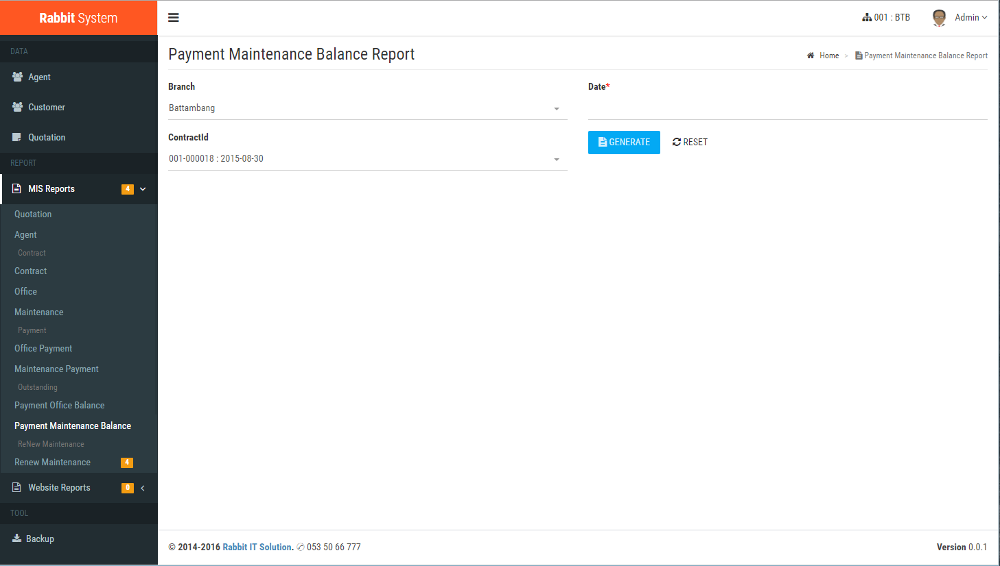 Rabbit System
001 : BTB
Admin
DATA
Agent
Customer
Quotation
REPORT
MIS Reports 4
Quotation
Agent
Contract
Contract
Office
Maintenance
Payment
Office Payment
Maintenance Payment
Outstanding
Payment Office Balance
Payment Maintenance Balance
ReNew Maintenance
Renew Maintenance 4
Website Reports 0
TOOL
Backup
Payment Maintenance Balance Report
Home > Payment Maintenance Balance Report
Branch
Battambang
ContractId
001-000018 : 2015-08-30
Date*
GENERATE RESET
© 2014-2016 Rabbit IT Solution. ✆ 053 50 66 777
Version 0.0.1